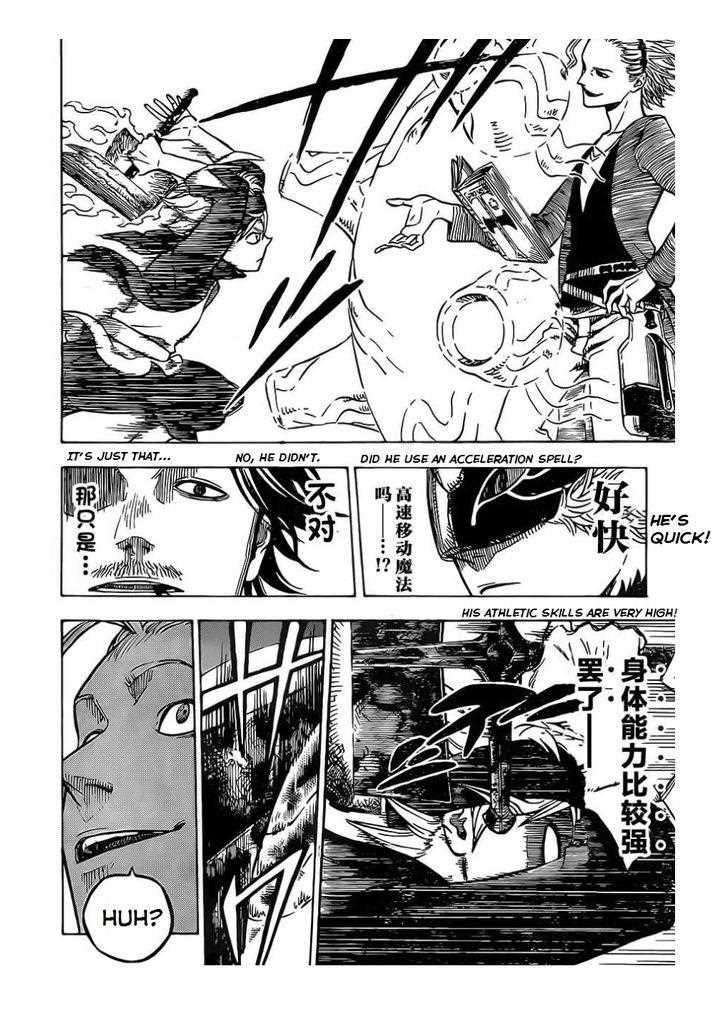 HE'S
QUICK!
好快
DID HE USE AN ACCELERATION SPELL?
高速移动魔法
吗——…!?
NO, HE DIDN'T.
不对
IT'S JUST THAT...
那只是…
HIS ATHLETIC SKILLS ARE VERY HIGH!
身体能力比较强
罢了——
HUH?